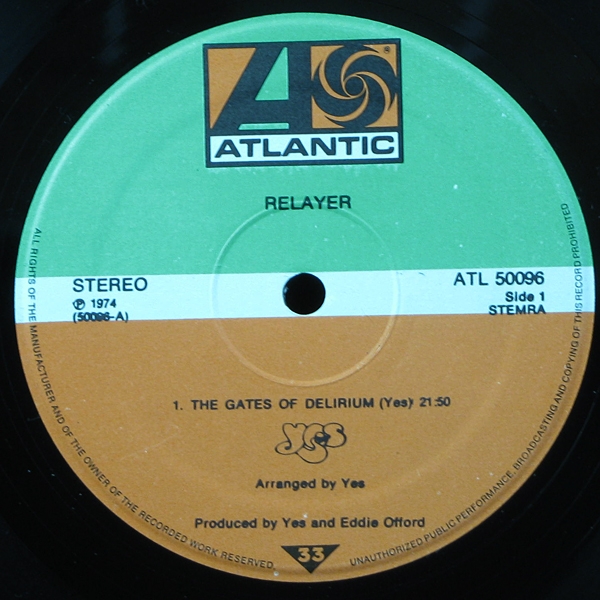 ATLANTIC
®
RELAYER
STEREO
℗ 1974
(50096-A)
ATL 50096
Side 1
STEMRA
1. THE GATES OF DELIRIUM (Yes) 21:50
Yes
Arranged by Yes
Produced by Yes and Eddie Offord
33
ALL RIGHTS OF THE MANUFACTURER AND OF THE OWNER OF THE RECORDED WORK RESERVED
UNAUTHORIZED PUBLIC PERFORMANCE, BROADCASTING AND COPYING OF THIS RECORD PROHIBITED